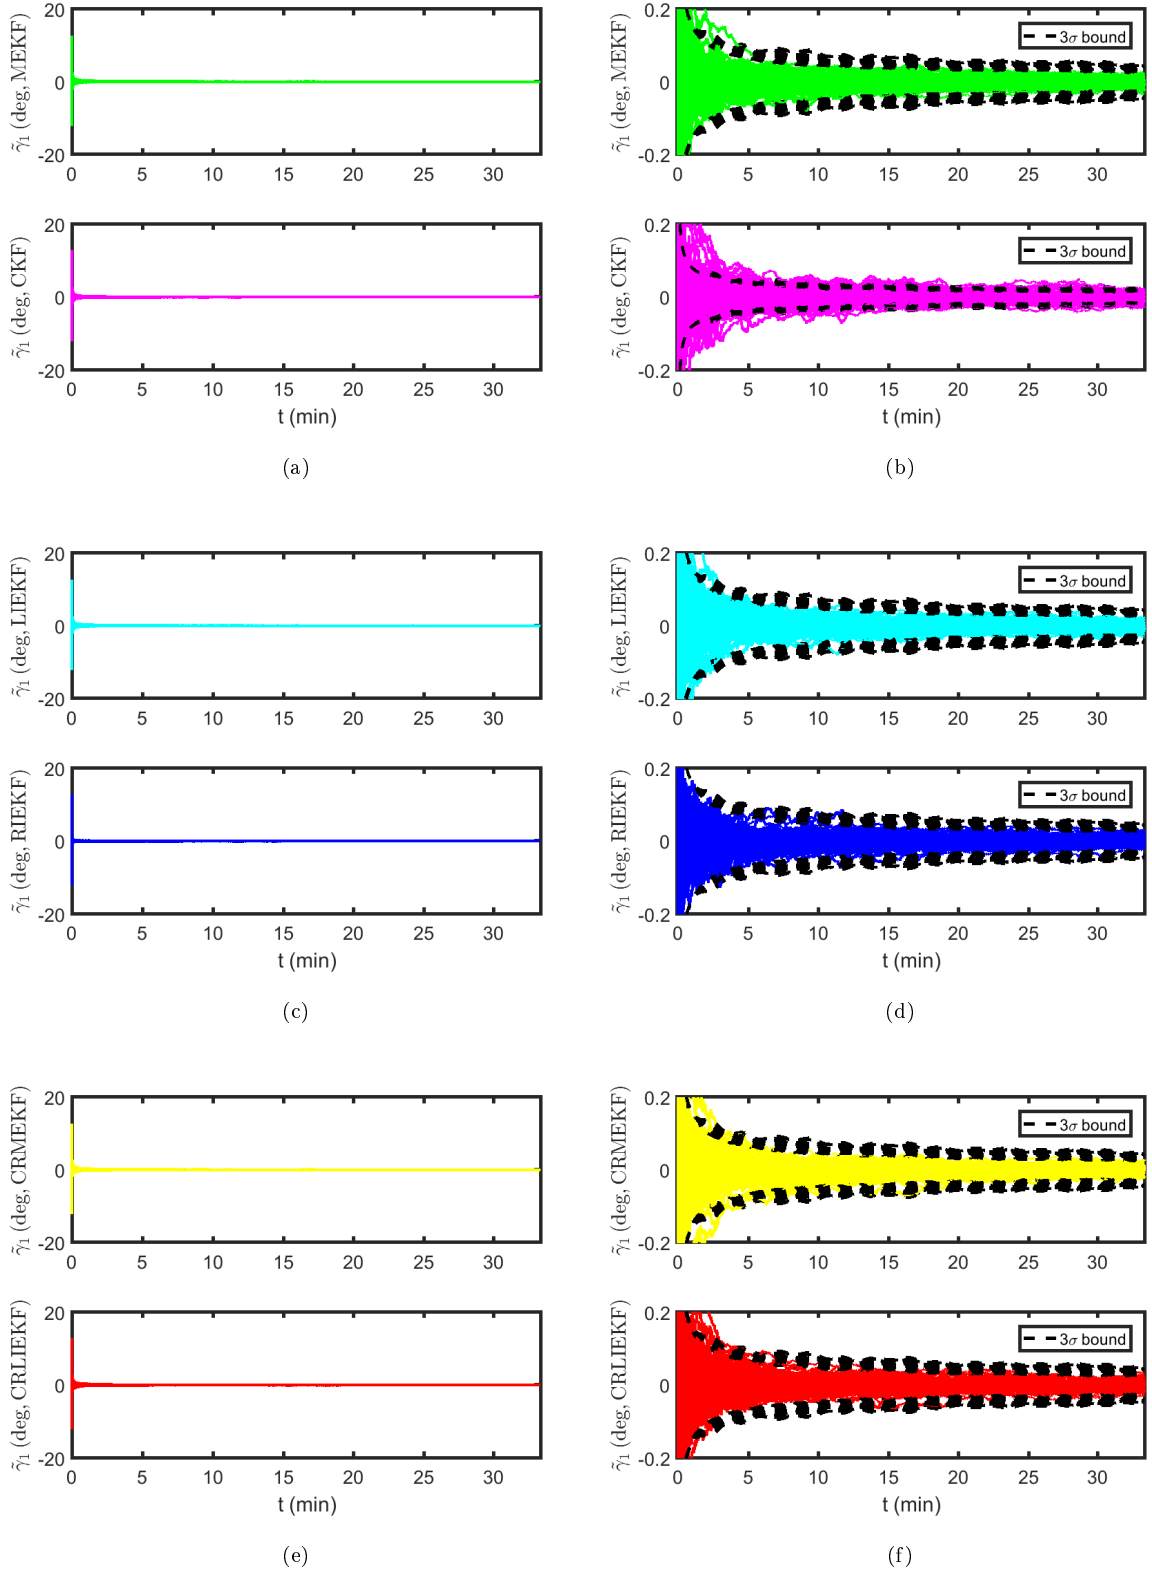 20
0
-20
γ̃₁ (deg, MEKF)
0 5 10 15 20 25 30
0.2
0
-0.2
γ̃₁ (deg, MEKF)
0 5 10 15 20 25 30
3σ bound
20
0
-20
γ̃₁ (deg, CKF)
0 5 10 15 20 25 30
t (min)
0.2
0
-0.2
γ̃₁ (deg, CKF)
0 5 10 15 20 25 30
t (min)
3σ bound
(a)
(b)
20
0
-20
γ̃₁ (deg, LIEKF)
0 5 10 15 20 25 30
0.2
0
-0.2
γ̃₁ (deg, LIEKF)
0 5 10 15 20 25 30
3σ bound
20
0
-20
γ̃₁ (deg, RIEKF)
0 5 10 15 20 25 30
t (min)
0.2
0
-0.2
γ̃₁ (deg, RIEKF)
0 5 10 15 20 25 30
t (min)
3σ bound
(c)
(d)
20
0
-20
γ̃₁ (deg, CRMEKF)
0 5 10 15 20 25 30
0.2
0
-0.2
γ̃₁ (deg, CRMEKF)
0 5 10 15 20 25 30
3σ bound
20
0
-20
γ̃₁ (deg, CRLIEKF)
0 5 10 15 20 25 30
t (min)
0.2
0
-0.2
γ̃₁ (deg, CRLIEKF)
0 5 10 15 20 25 30
t (min)
3σ bound
(e)
(f)